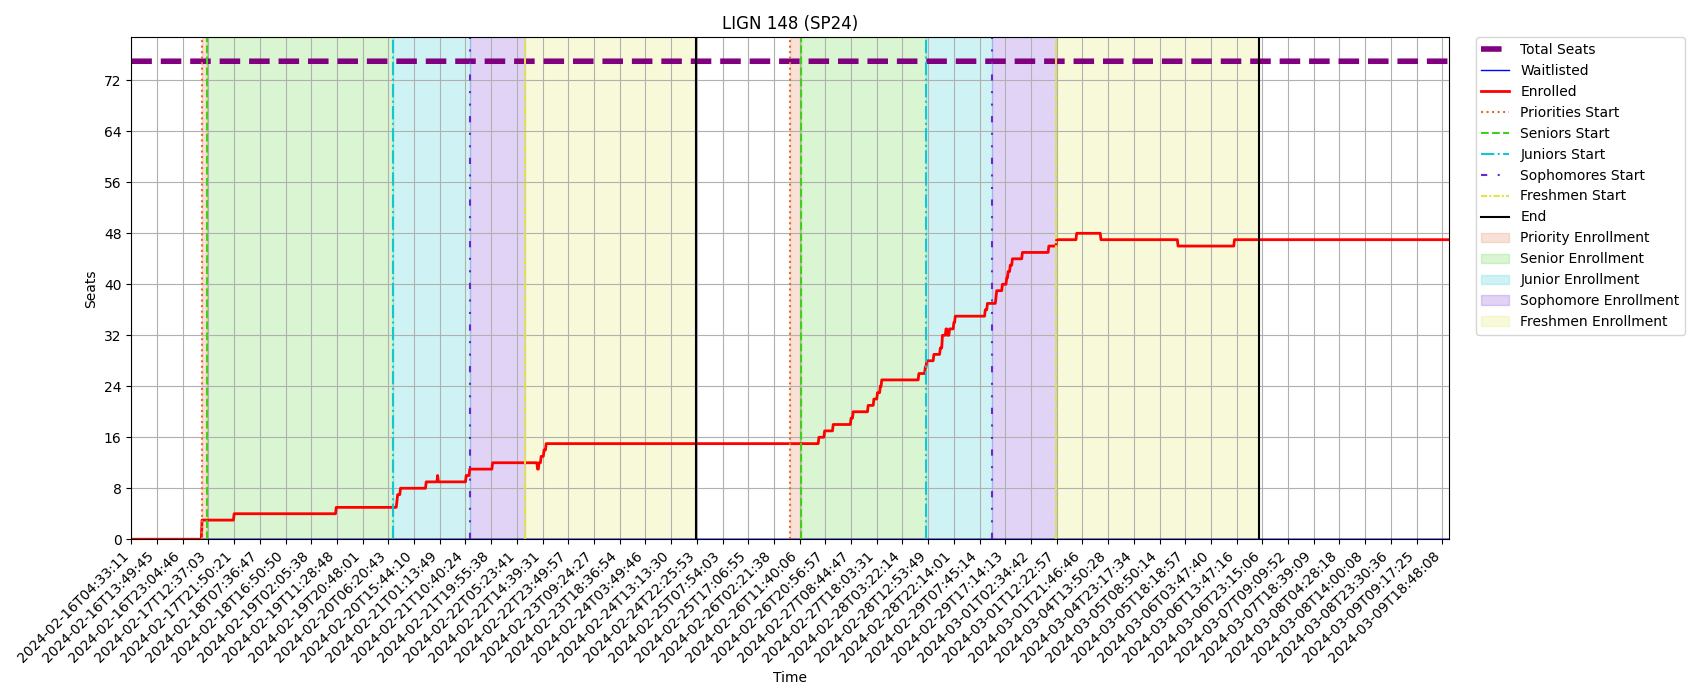 LIGN 148 (SP24)
Seats
72
64
56
48
40
32
24
16
8
0
2024-02-16T04:33:11
2024-02-16T13:49:45
2024-02-16T23:04:46
2024-02-17T12:37:03
2024-02-17T21:50:21
2024-02-18T07:36:47
2024-02-18T16:50:50
2024-02-19T02:05:38
2024-02-19T11:28:48
2024-02-19T20:48:01
2024-02-20T06:20:43
2024-02-20T15:44:10
2024-02-21T01:13:49
2024-02-21T10:40:24
2024-02-21T19:55:38
2024-02-22T05:23:41
2024-02-22T14:39:31
2024-02-22T23:49:57
2024-02-23T09:24:27
2024-02-23T18:36:54
2024-02-24T03:49:46
2024-02-24T13:13:30
2024-02-24T22:25:53
2024-02-25T07:54:03
2024-02-25T17:06:55
2024-02-26T02:21:38
2024-02-26T11:40:06
2024-02-26T20:56:57
2024-02-27T08:44:47
2024-02-27T18:03:31
2024-02-28T03:22:14
2024-02-28T12:53:49
2024-02-28T22:14:01
2024-02-29T07:45:14
2024-02-29T17:14:13
2024-03-01T02:34:42
2024-03-01T12:22:57
2024-03-01T21:46:46
2024-03-04T13:50:28
2024-03-04T23:17:34
2024-03-05T08:50:14
2024-03-05T18:18:57
2024-03-06T03:47:40
2024-03-06T13:47:16
2024-03-06T23:15:06
2024-03-07T09:09:52
2024-03-07T18:39:09
2024-03-08T04:28:18
2024-03-08T14:00:08
2024-03-08T23:30:36
2024-03-09T09:17:25
2024-03-09T18:48:08
Time
Total Seats
Waitlisted
Enrolled
Priorities Start
Seniors Start
Juniors Start
Sophomores Start
Freshmen Start
End
Priority Enrollment
Senior Enrollment
Junior Enrollment
Sophomore Enrollment
Freshmen Enrollment